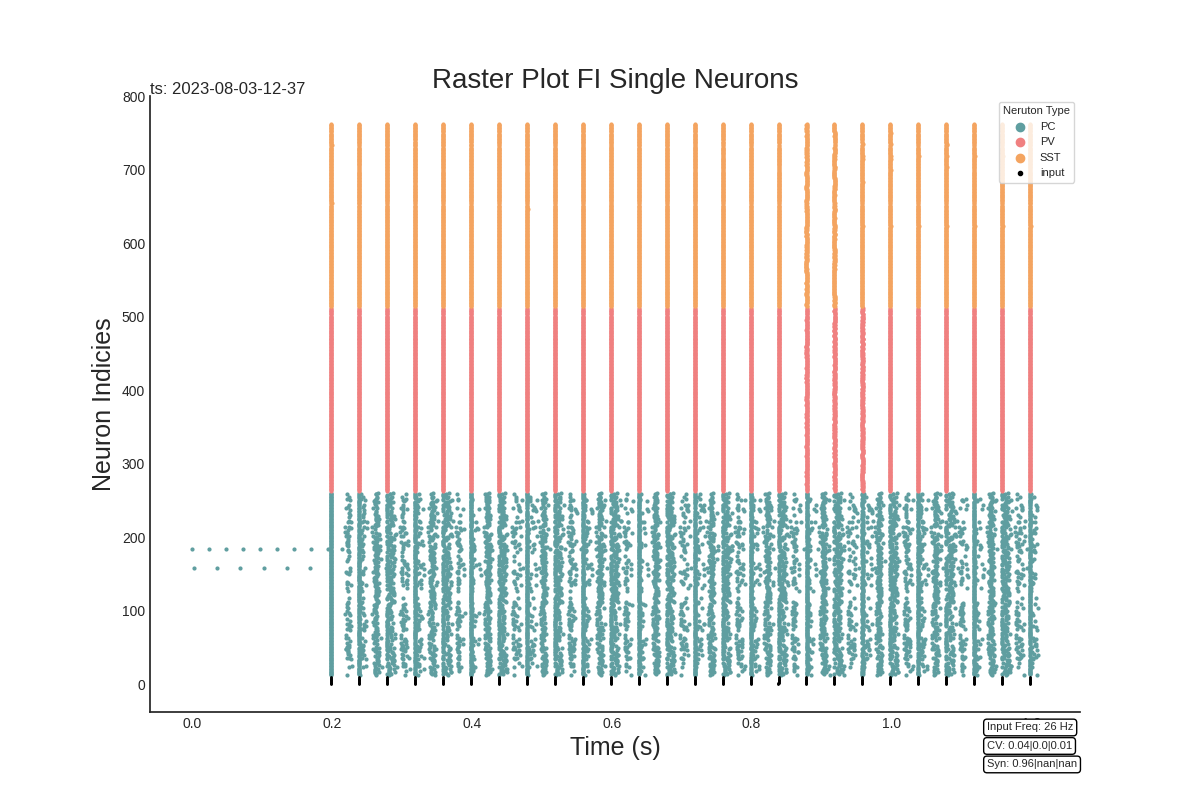 Raster Plot FI Single Neurons
ts: 2023-08-03-12-37
800
700
600
500
400
300
200
100
0
Neuron Indicies
Neruton Type
PC
PV
SST
input
0.0
0.2
0.4
0.6
0.8
1.0
Time (s)
Input Freq: 26 Hz
CV: 0.04|0.0|0.01
Syn: 0.96|nan|nan